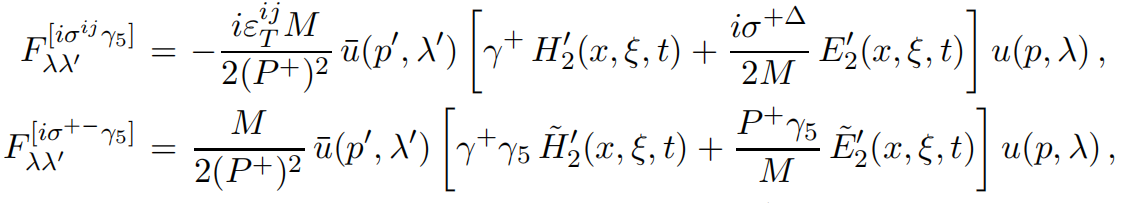 $F_{\lambda\lambda'}^{[i\sigma^{ij}\gamma_5]} = -\frac{i\varepsilon_T^{ij} M}{2(P^+)^2}\, \bar{u}(p', \lambda') \left[ \gamma^+ H_2'(x, \xi, t) + \frac{i\sigma^{+\Delta}}{2M}\, E_2'(x, \xi, t) \right] u(p, \lambda)\,,$
$F_{\lambda\lambda'}^{[i\sigma^{+-}\gamma_5]} = \frac{M}{2(P^+)^2}\, \bar{u}(p', \lambda') \left[ \gamma^+\gamma_5\, \tilde{H}_2'(x, \xi, t) + \frac{P^+\gamma_5}{M}\, \tilde{E}_2'(x, \xi, t) \right] u(p, \lambda)\,,$